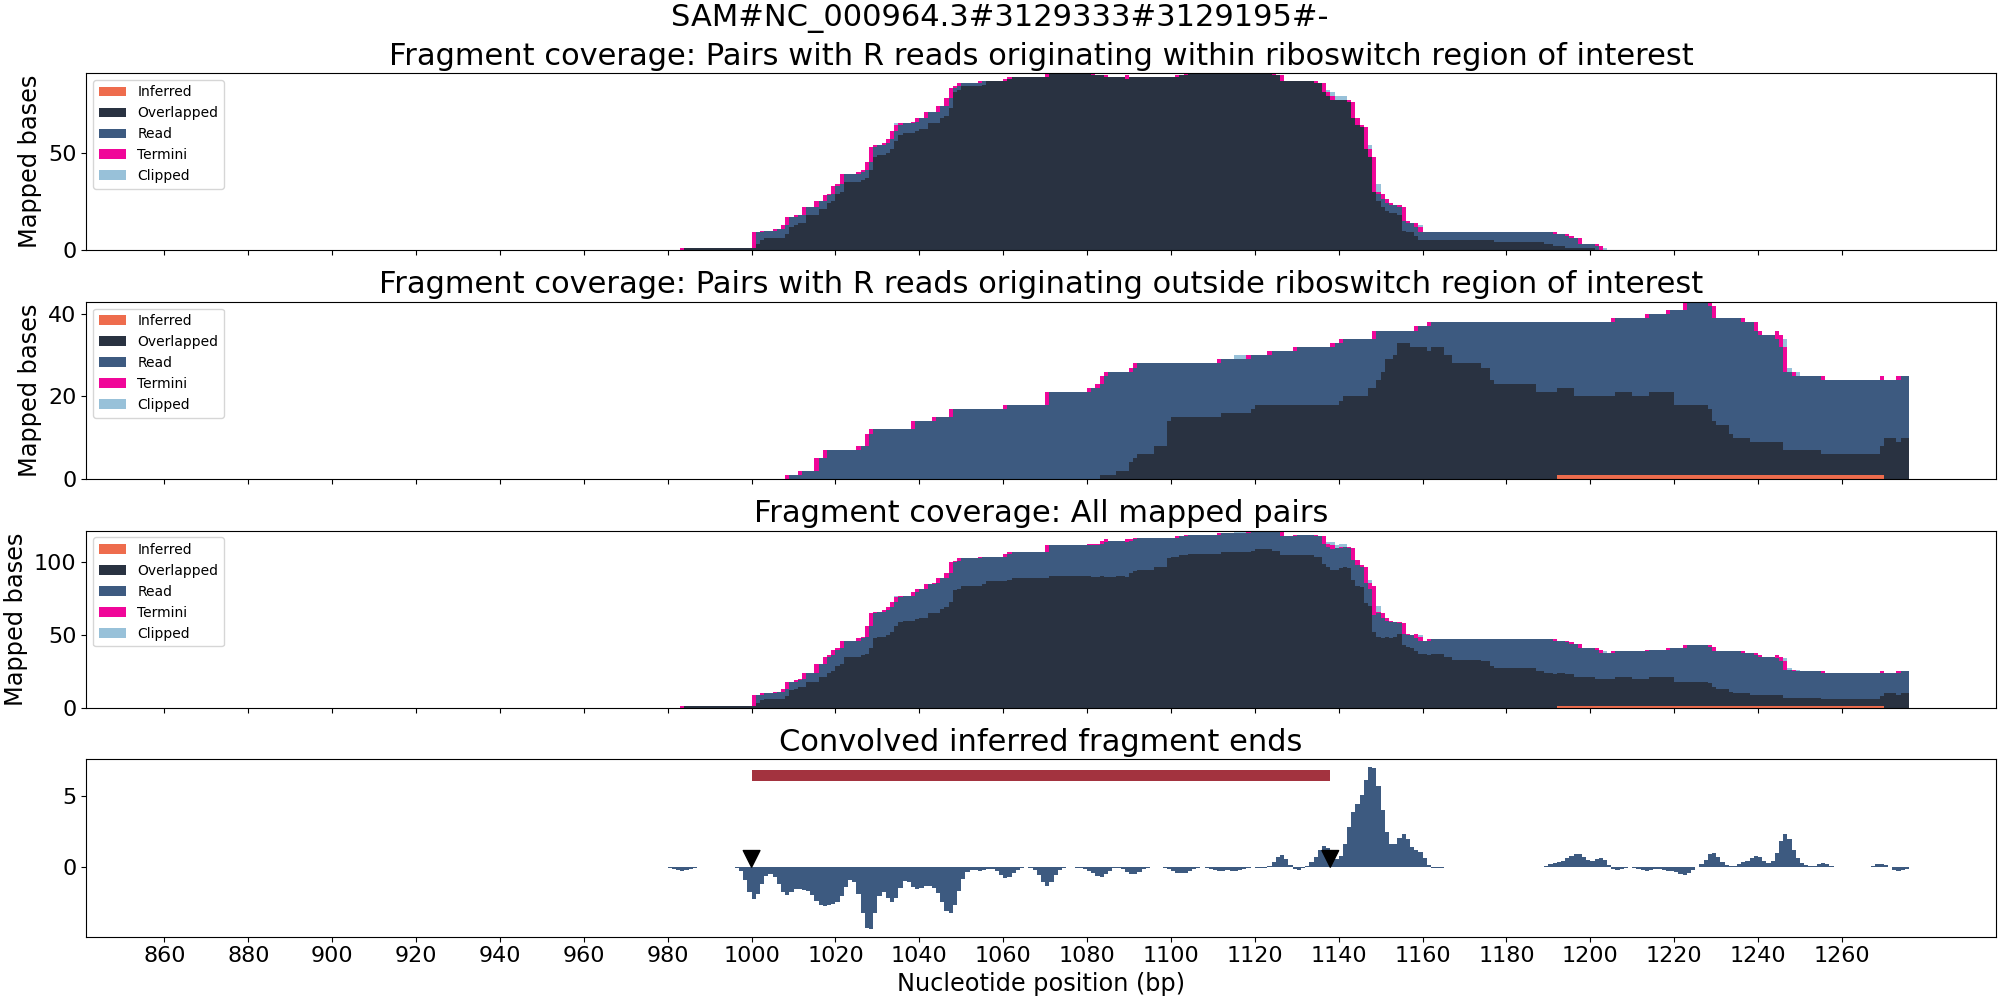 SAM#NC_000964.3#3129333#3129195#-
Fragment coverage: Pairs with R reads originating within riboswitch region of interest
Mapped bases
50
0
Inferred
Overlapped
Read
Termini
Clipped
Fragment coverage: Pairs with R reads originating outside riboswitch region of interest
Mapped bases
40
20
0
Inferred
Overlapped
Read
Termini
Clipped
Fragment coverage: All mapped pairs
Mapped bases
100
50
0
Inferred
Overlapped
Read
Termini
Clipped
Convolved inferred fragment ends
5
0
860 880 900 920 940 960 980 1000 1020 1040 1060 1080 1100 1120 1140 1160 1180 1200 1220 1240 1260
Nucleotide position (bp)